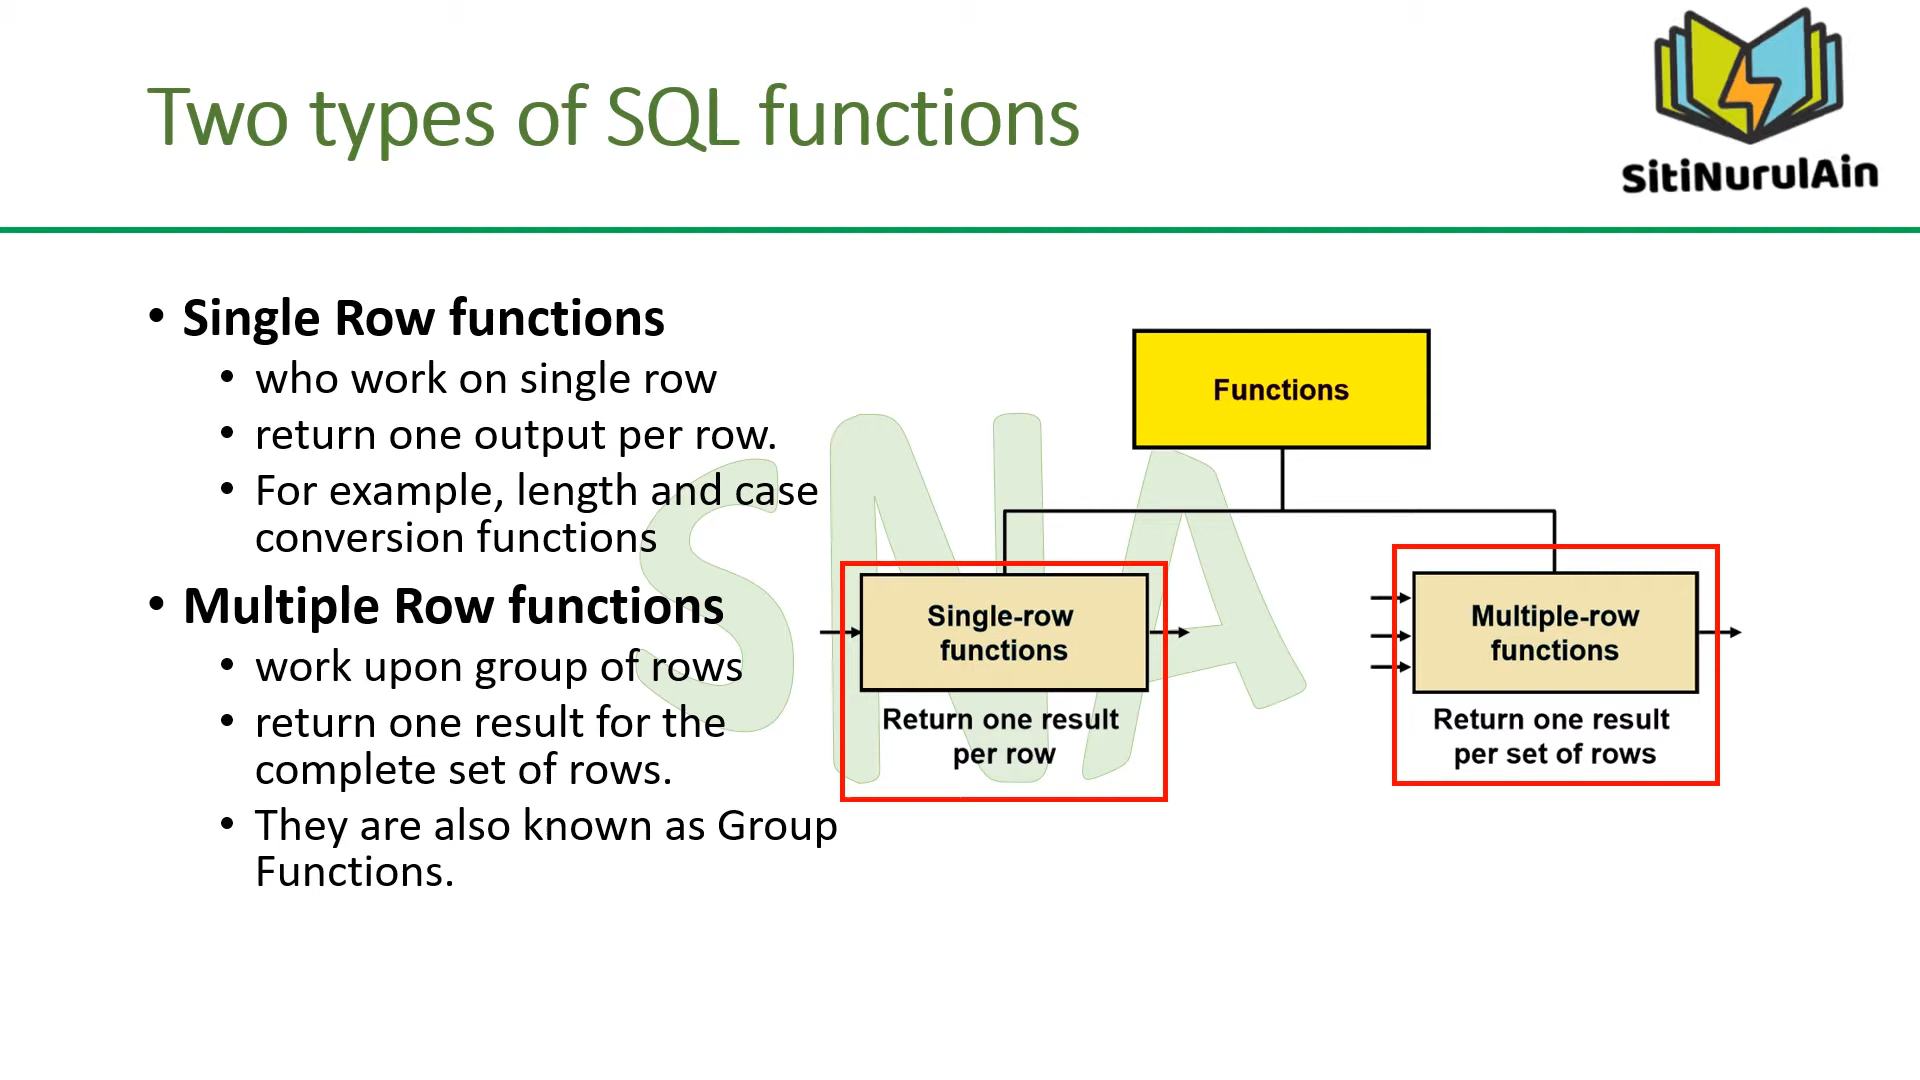 Two types of SQL functions
SitiNurulAin
• Single Row functions
• who work on single row
• return one output per row.
• For example, length and case
conversion functions
• Multiple Row functions
• work upon group of rows
• return one result for the
complete set of rows.
• They are also known as Group
Functions.
SNA
Functions
Single-row
functions
Return one result
per row
Multiple-row
functions
Return one result
per set of rows